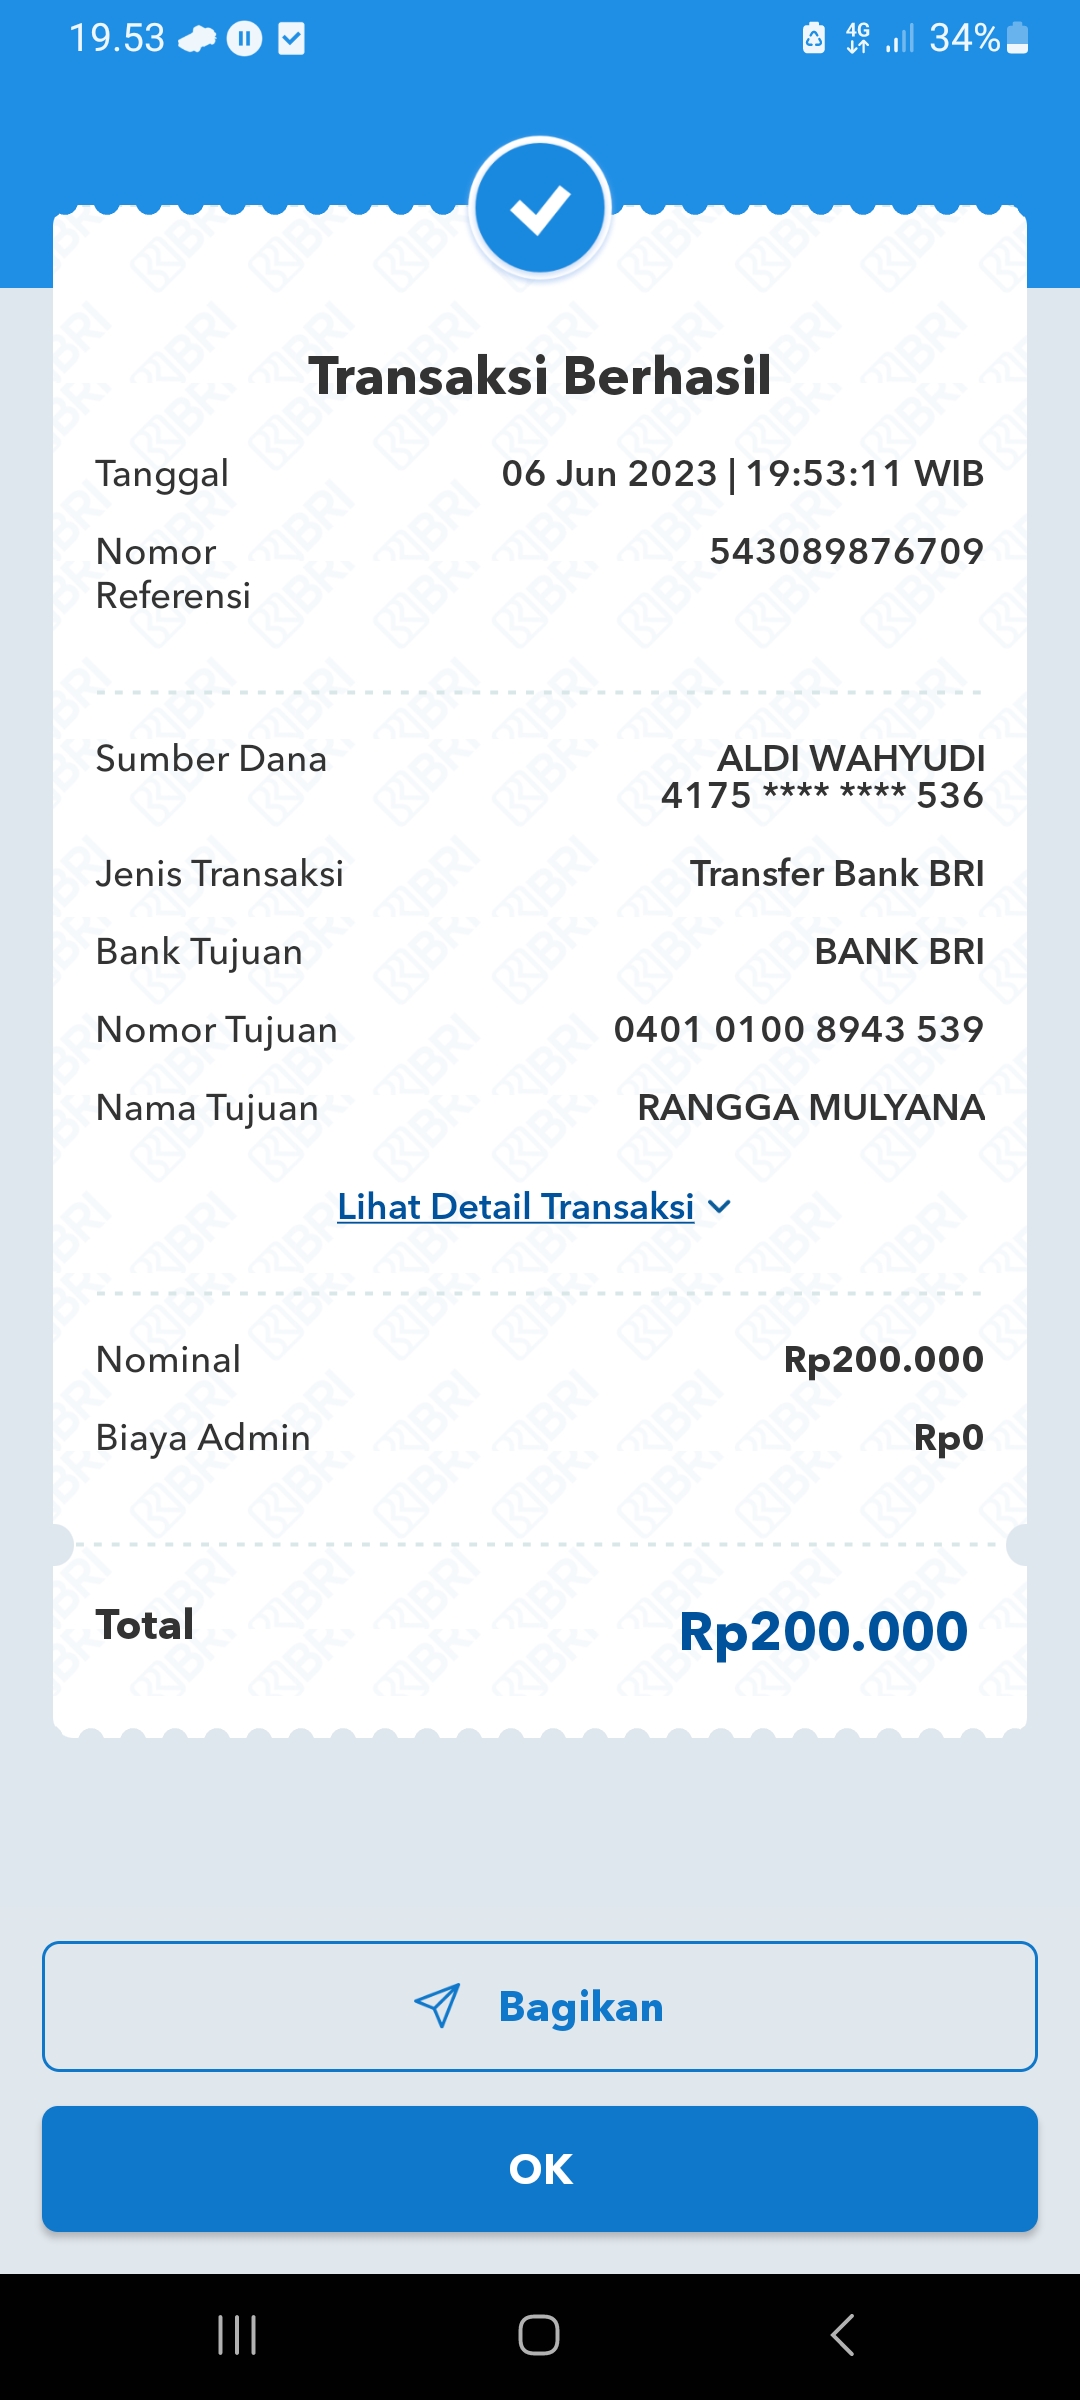 19.53
4G
34%
Transaksi Berhasil
Tanggal 06 Jun 2023 | 19:53:11 WIB
Nomor Referensi 543089876709
Sumber Dana ALDI WAHYUDI
4175 **** **** 536
Jenis Transaksi Transfer Bank BRI
Bank Tujuan BANK BRI
Nomor Tujuan 0401 0100 8943 539
Nama Tujuan RANGGA MULYANA
Lihat Detail Transaksi
Nominal Rp200.000
Biaya Admin Rp0
Total Rp200.000
Bagikan
OK